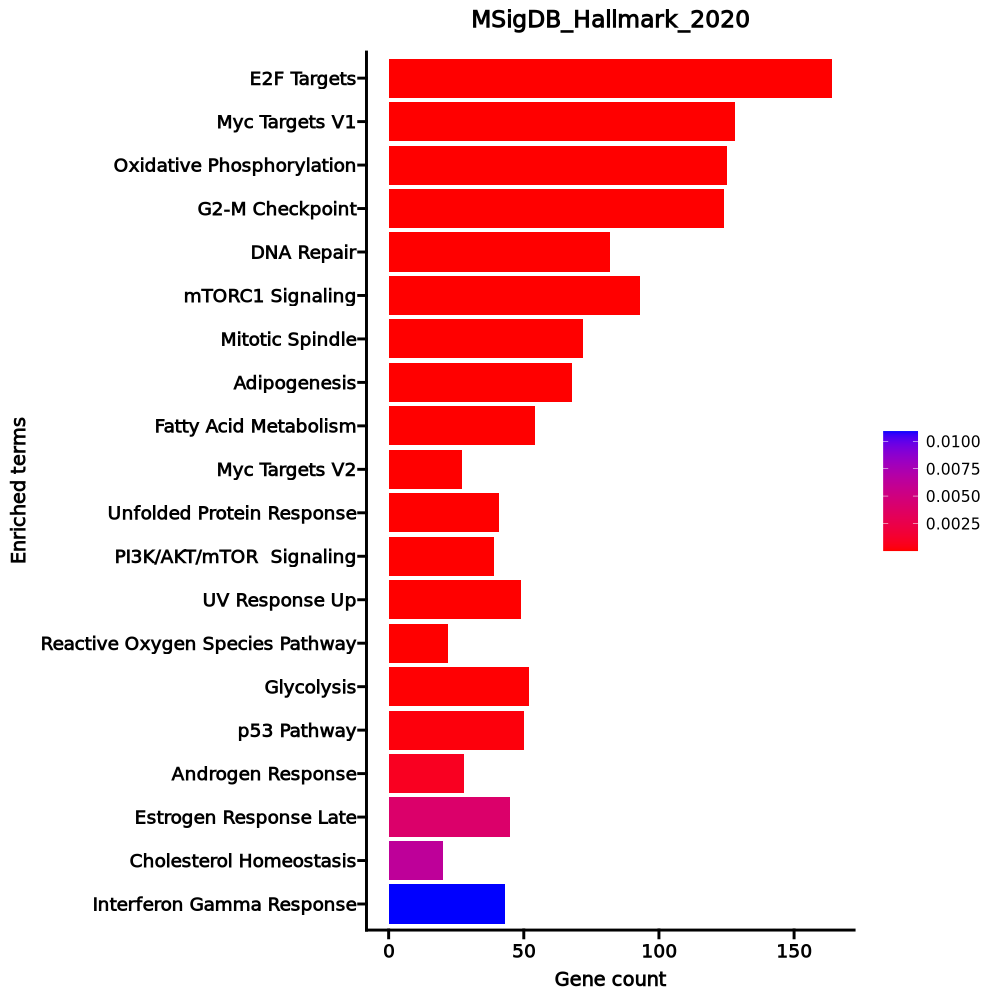 MSigDB_Hallmark_2020
E2F Targets
Myc Targets V1
Oxidative Phosphorylation
G2-M Checkpoint
DNA Repair
mTORC1 Signaling
Mitotic Spindle
Adipogenesis
Fatty Acid Metabolism
Myc Targets V2
Unfolded Protein Response
PI3K/AKT/mTOR  Signaling
UV Response Up
Reactive Oxygen Species Pathway
Glycolysis
p53 Pathway
Androgen Response
Estrogen Response Late
Cholesterol Homeostasis
Interferon Gamma Response
Enriched terms
0 50 100 150
Gene count
0.0100
0.0075
0.0050
0.0025